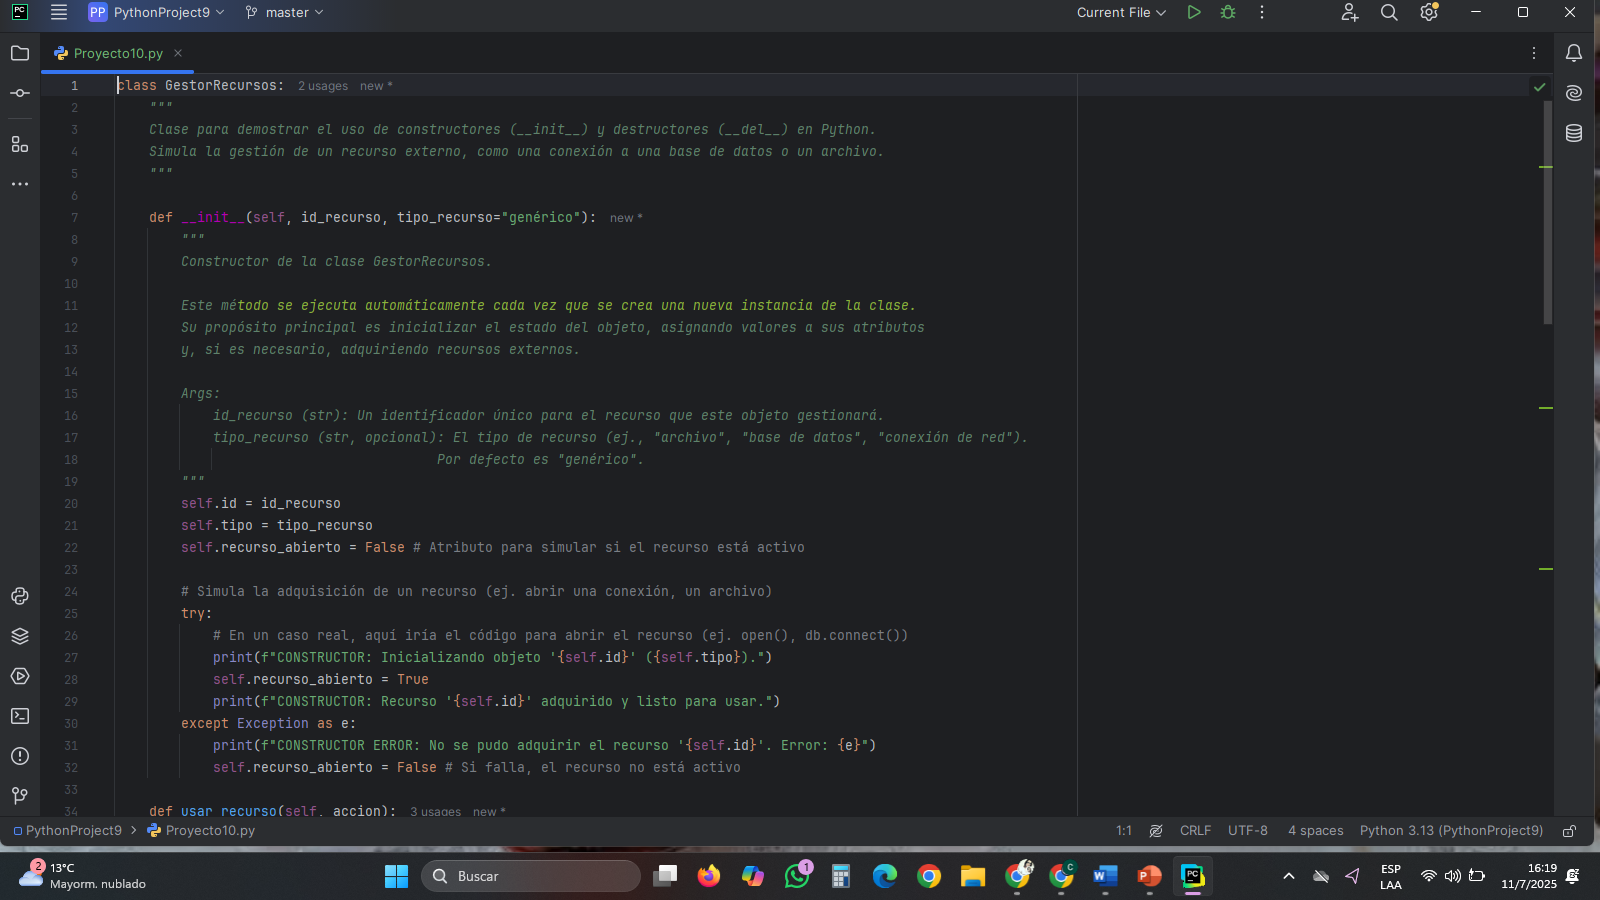 PC
PP PythonProject9 master Current File
Proyecto10.py
1 class GestorRecursos: 2 usages new *
2 """
3 Clase para demostrar el uso de constructores (__init__) y destructores (__del__) en Python.
4 Simula la gestión de un recurso externo, como una conexión a una base de datos o un archivo.
5 """
6
7 def __init__(self, id_recurso, tipo_recurso="genérico"): new *
8 """
9 Constructor de la clase GestorRecursos.
10
11 Este método se ejecuta automáticamente cada vez que se crea una nueva instancia de la clase.
12 Su propósito principal es inicializar el estado del objeto, asignando valores a sus atributos
13 y, si es necesario, adquiriendo recursos externos.
14
15 Args:
16 id_recurso (str): Un identificador único para el recurso que este objeto gestionará.
17 tipo_recurso (str, opcional): El tipo de recurso (ej., "archivo", "base de datos", "conexión de red").
18 Por defecto es "genérico".
19 """
20 self.id = id_recurso
21 self.tipo = tipo_recurso
22 self.recurso_abierto = False # Atributo para simular si el recurso está activo
23
24 # Simula la adquisición de un recurso (ej. abrir una conexión, un archivo)
25 try:
26 # En un caso real, aquí iría el código para abrir el recurso (ej. open(), db.connect())
27 print(f"CONSTRUCTOR: Inicializando objeto '{self.id}' ({self.tipo}).")
28 self.recurso_abierto = True
29 print(f"CONSTRUCTOR: Recurso '{self.id}' adquirido y listo para usar.")
30 except Exception as e:
31 print(f"CONSTRUCTOR ERROR: No se pudo adquirir el recurso '{self.id}'. Error: {e}")
32 self.recurso_abierto = False # Si falla, el recurso no está activo
33
34 def usar_recurso(self, accion): 3 usages new *
PythonProject9 > Proyecto10.py 1:1 CRLF UTF-8 4 spaces Python 3.13 (PythonProject9)
2 13°C
Mayorm. nublado
Buscar
1
C
W
P
PC
ESP
LAA
16:19
11/7/2025